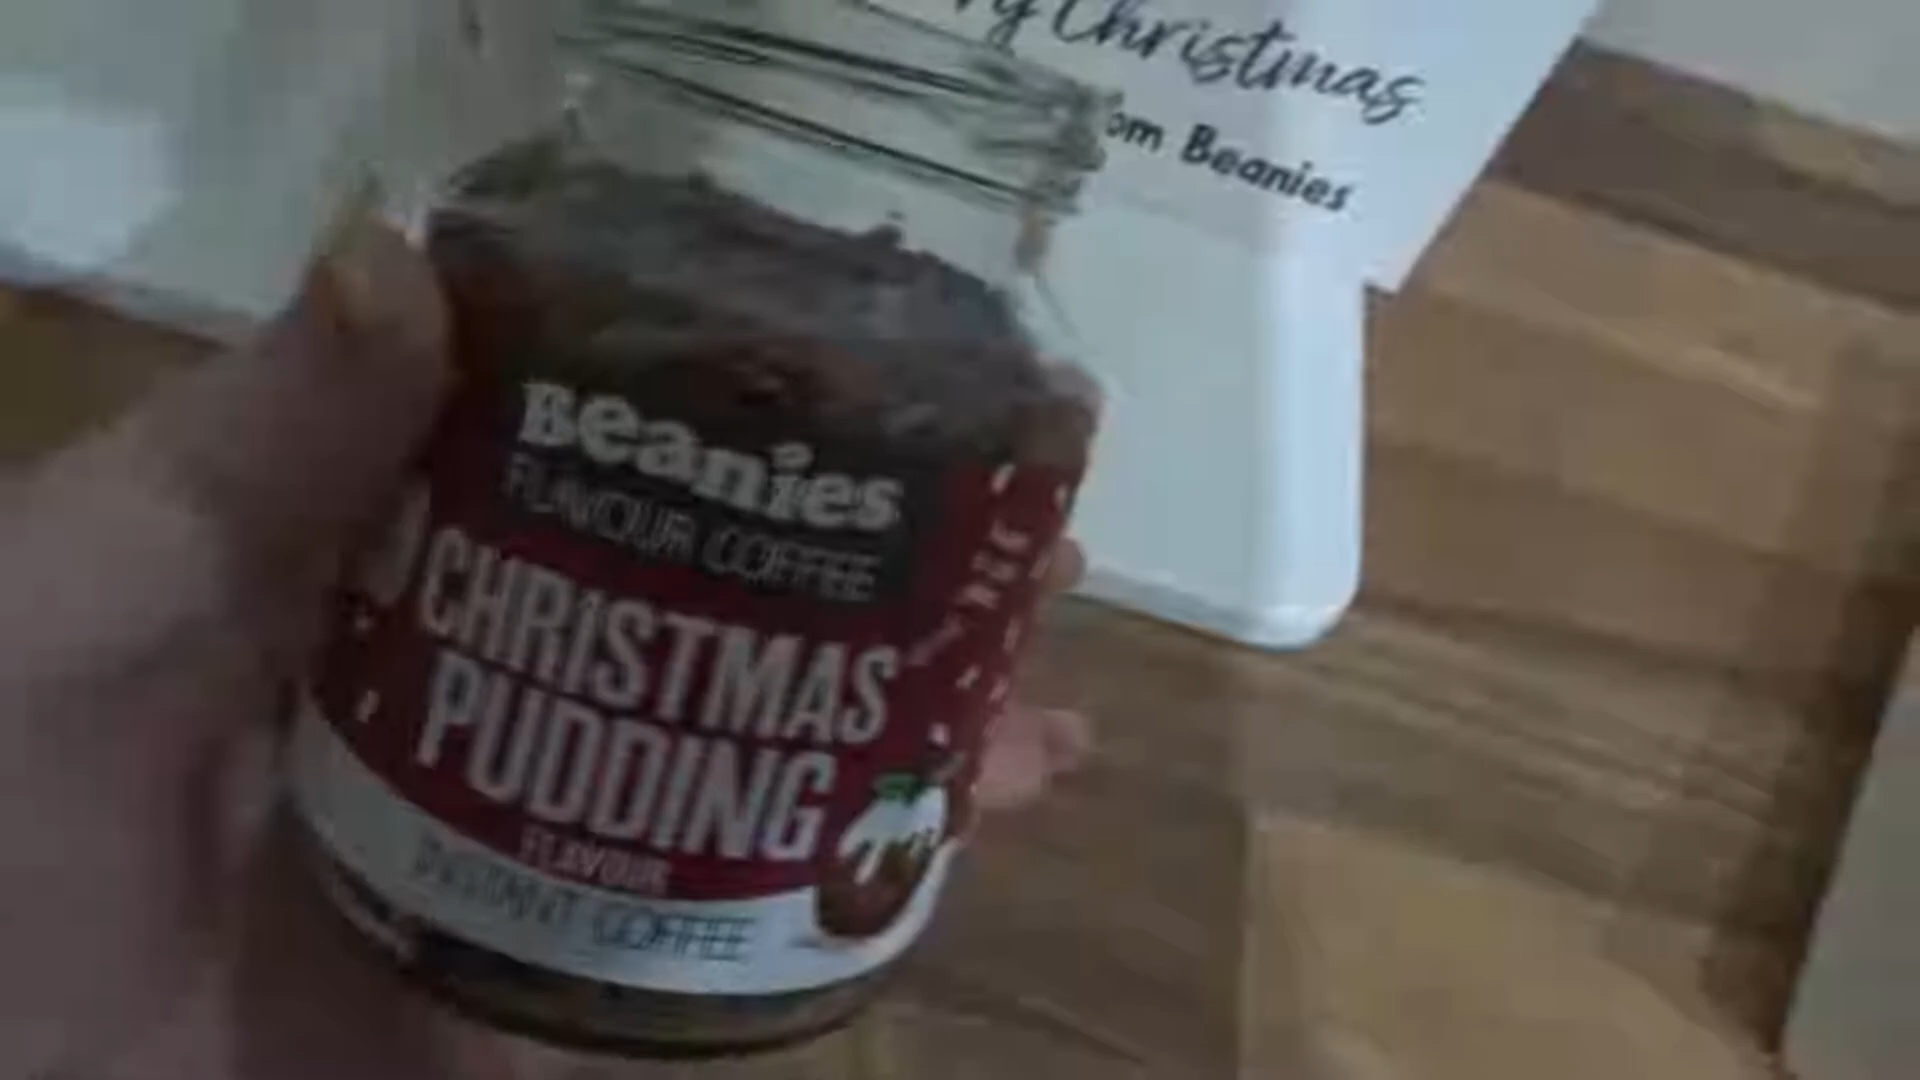 Christmas
om Beanies
Beanies
FLAVOUR COFFEE
CHRISTMAS
PUDDING
FLAVOUR
INSTANT COFFEE